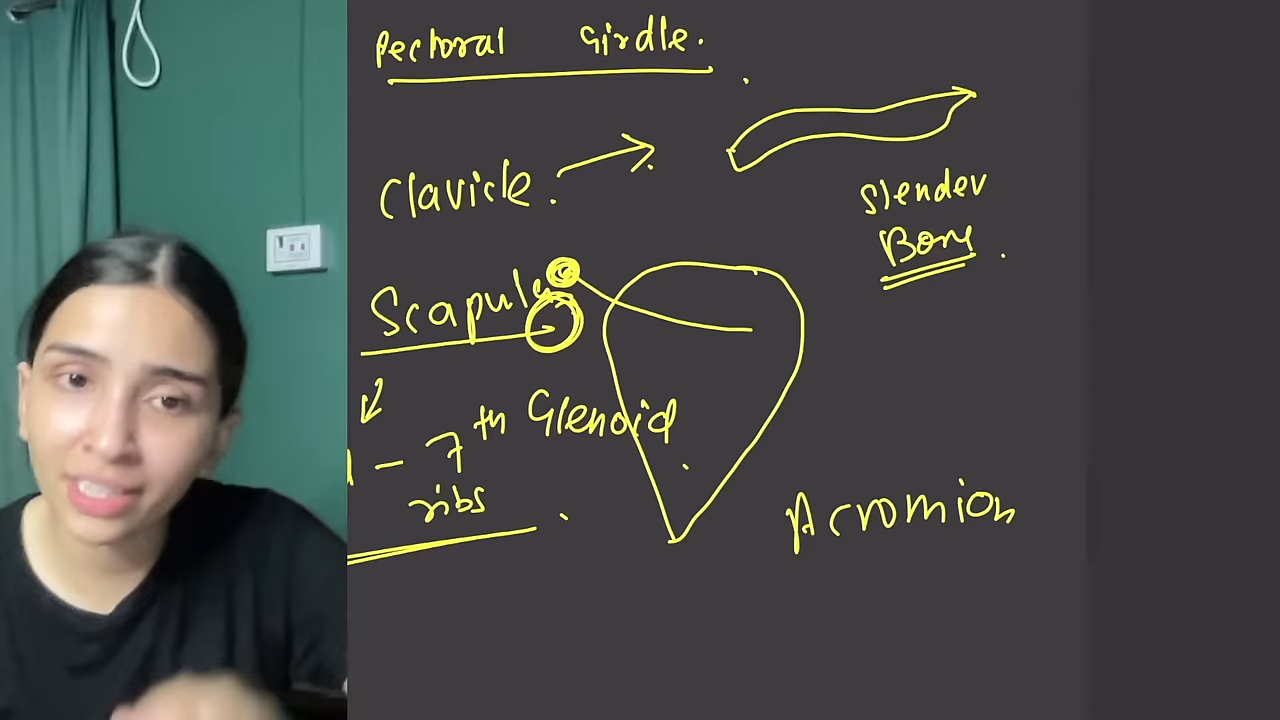 Pectoral Girdle.
Clavicle.
Slender
Bone
Scapula
Glenoid
- 7th
ribs
Acromion